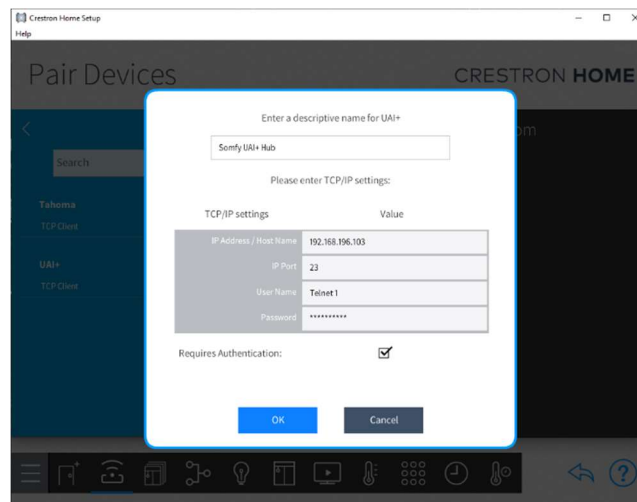 Crestron Home Setup
Help
Pair Devices
CRESTRON HOME
Enter a descriptive name for UAI+
om
Somfy UAI+ Hub
Search
Please enter TCP/IP settings:
Tahoma
TCP Client
TCP/IP settings Value
IP Address / Host Name 192.168.196.103
UAI+
IP Port 23
TCP Client
User Name Telnet 1
Password **********
Requires Authentication:
OK Cancel
?